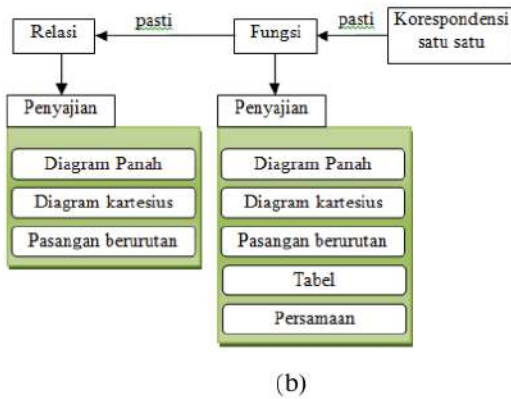 Relasi
pasti
Fungsi
pasti
Korespondensi
satu satu
Penyajian
Diagram Panah
Diagram kartesius
Pasangan berurutan
Penyajian
Diagram Panah
Diagram kartesius
Pasangan berurutan
Tabel
Persamaan
(b)